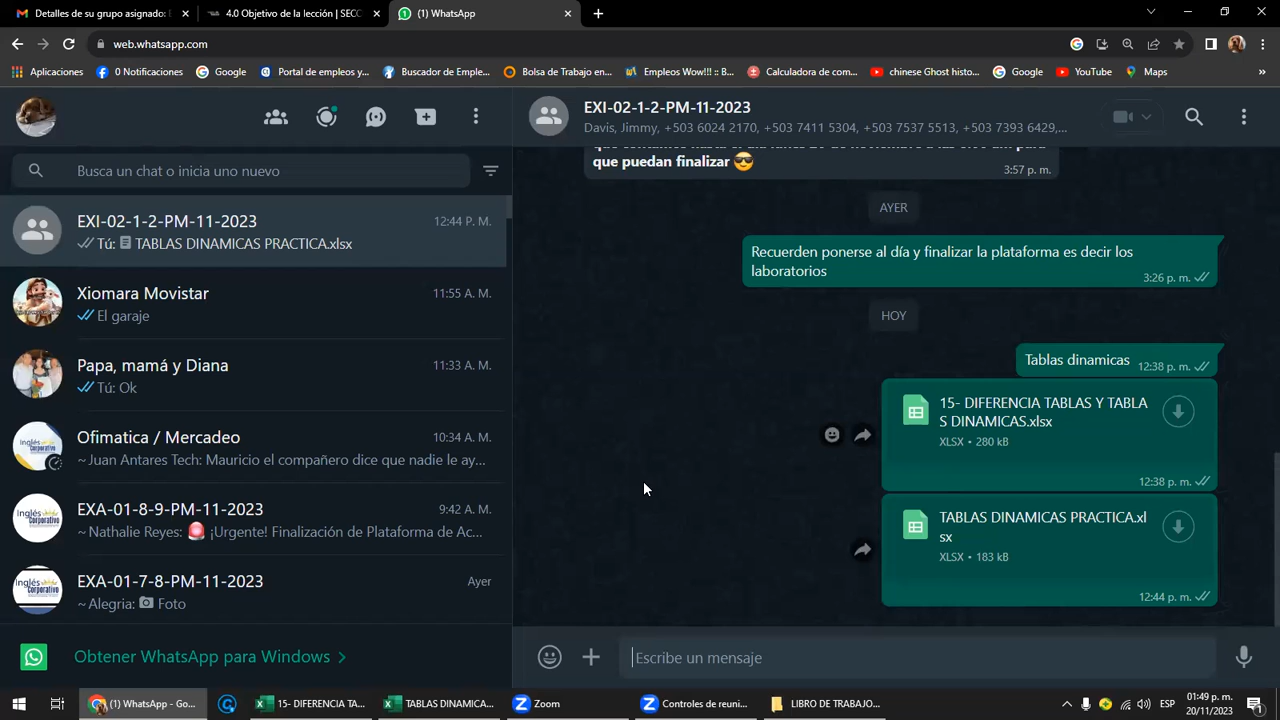 Detalles de su grupo asignado: L
4.0 Objetivo de la lección | SECC
(1) WhatsApp
web.whatsapp.com
Aplicaciones
0 Notificacione...
Google
Portal de empleos y...
Buscador de Emple...
Bolsa de Trabajo en...
Empleos Wow!!! :: B...
Calculadora de com...
chinese Ghost histo...
Google
YouTube
Maps
»
EXI-02-1-2-PM-11-2023
Davis, Jimmy, +503 6024 2170, +503 7411 5304, +503 7537 5513, +503 7393 6429,...
Busca un chat o inicia uno nuevo
EXI-02-1-2-PM-11-2023
12:44 P. M.
Tú: TABLAS DINAMICAS PRACTICA.xlsx
Xiomara Movistar
11:55 A. M.
El garaje
Papa, mamá y Diana
11:33 A. M.
Tú: Ok
Ofimatica / Mercadeo
10:34 A. M.
~ Juan Antares Tech: Mauricio el compañero dice que nadie le ay...
EXA-01-8-9-PM-11-2023
9:42 A. M.
~ Nathalie Reyes: 🚨 ¡Urgente! Finalización de Plataforma de Ac...
EXA-01-7-8-PM-11-2023
Ayer
~ Alegria: Foto
Obtener WhatsApp para Windows
que puedan finalizar 😎
3:57 p. m.
AYER
Recuerden ponerse al día y finalizar la plataforma es decir los
laboratorios
3:26 p. m.
HOY
Tablas dinamicas
12:38 p. m.
15- DIFERENCIA TABLAS Y TABLA
S DINAMICAS.xlsx
XLSX • 280 kB
12:38 p. m.
TABLAS DINAMICAS PRACTICA.xl
sx
XLSX • 183 kB
12:44 p. m.
Escribe un mensaje
(1) WhatsApp - Go...
15- DIFERENCIA TA...
TABLAS DINAMICA...
Zoom
Controles de reuni...
LIBRO DE TRABAJO...
ESP
01:49 p. m.
20/11/2023